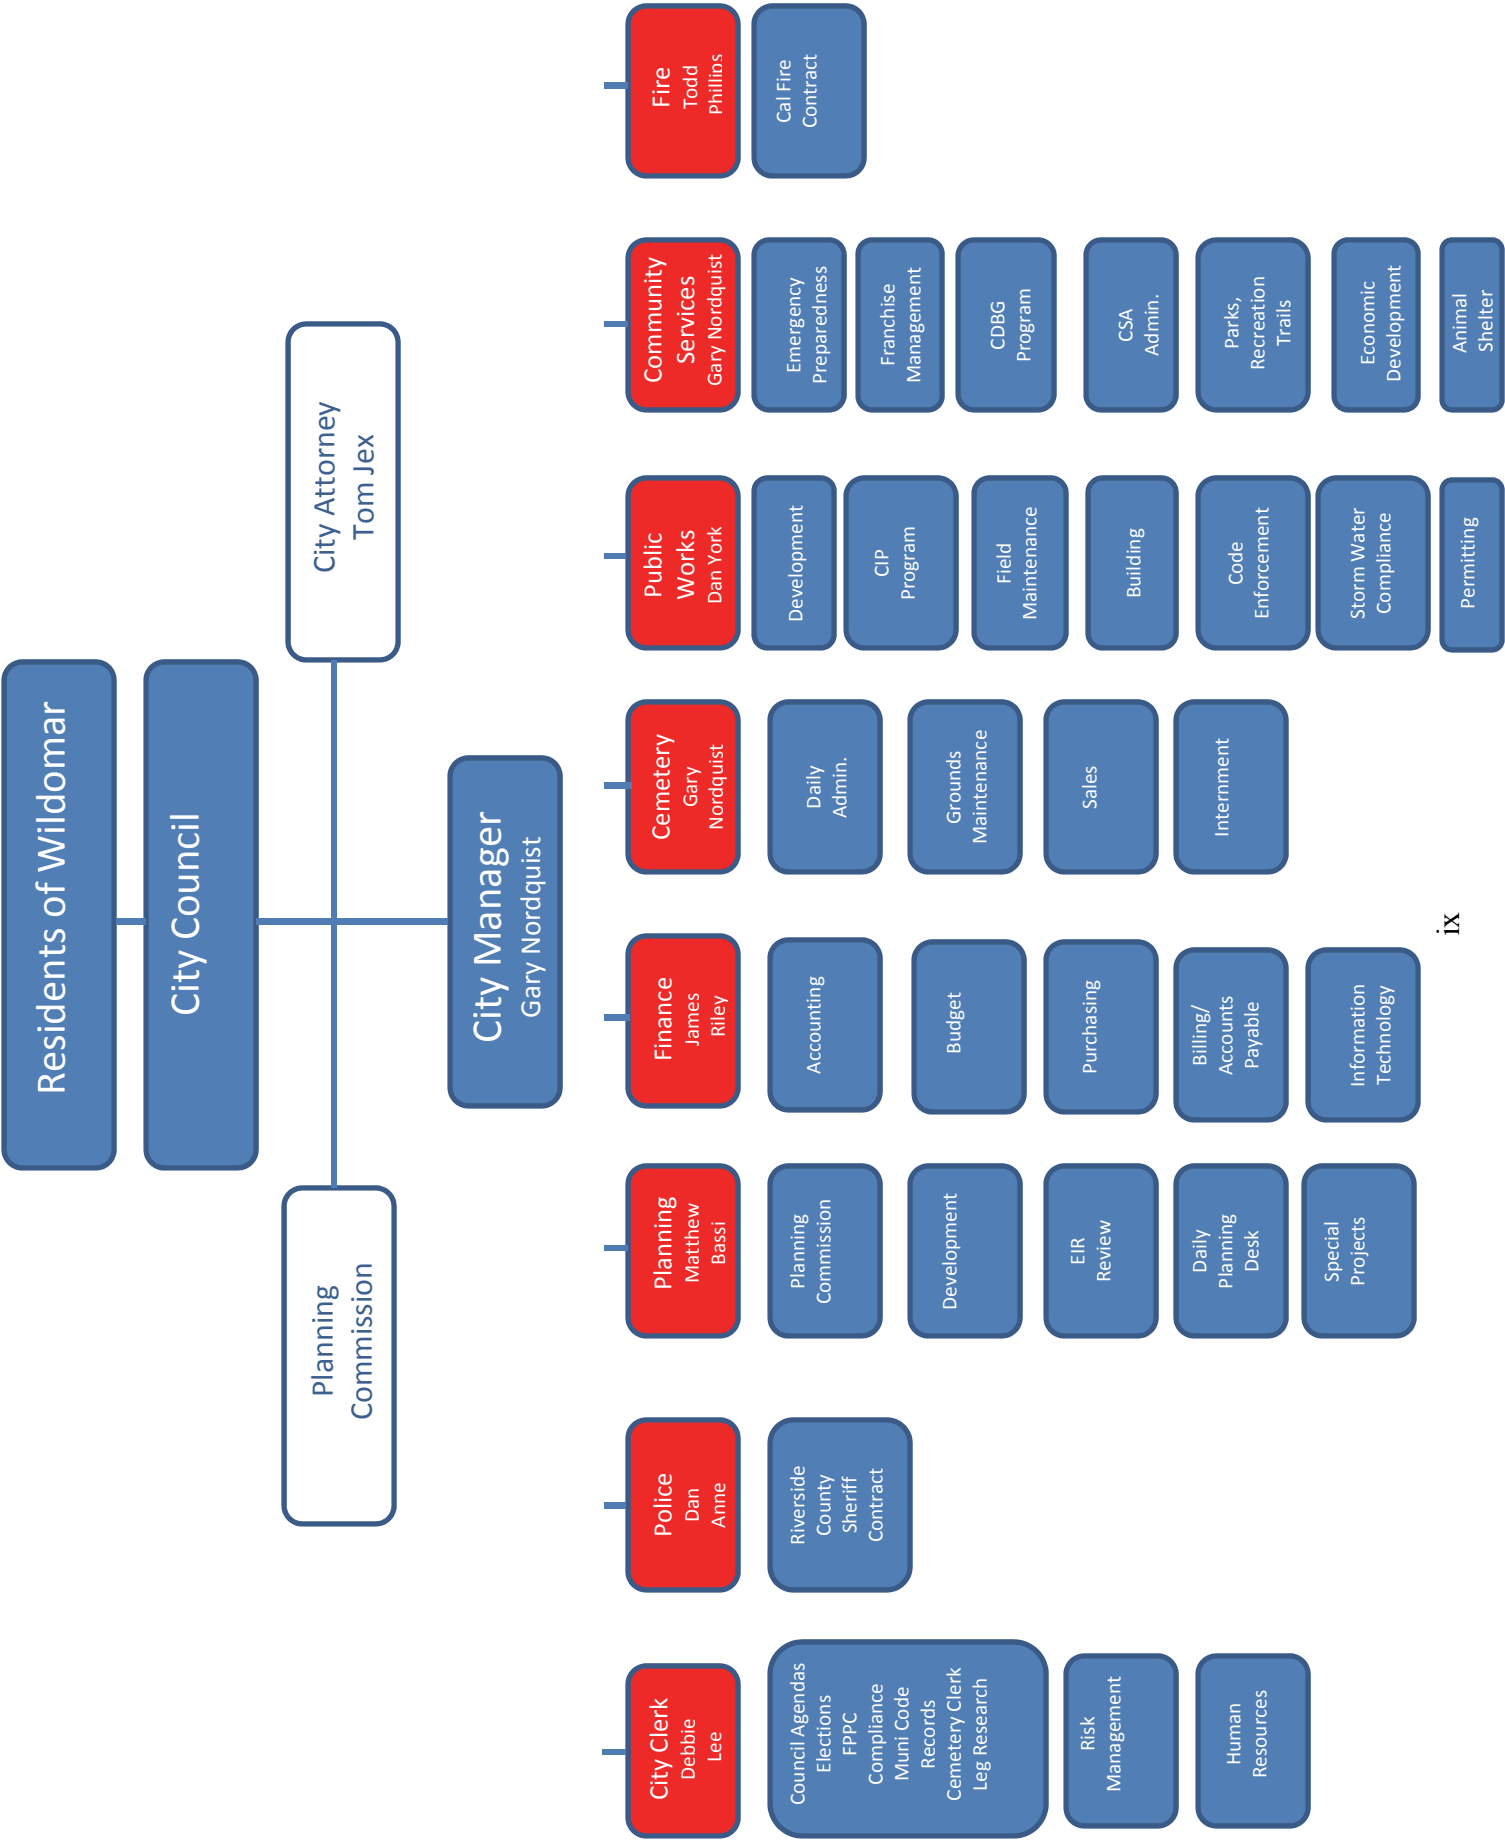 Residents of Wildomar
City Council
Planning
Commission
City Attorney
Tom Jex
City Manager
Gary Nordquist
City Clerk
Debbie
Lee
Council Agendas
Elections
FPPC
Compliance
Muni Code
Records
Cemetery Clerk
Leg Research
Risk
Management
Human
Resources
Police
Dan
Anne
Riverside
County
Sheriff
Contract
Planning
Matthew
Bassi
Planning
Commission
Development
EIR
Review
Daily
Planning
Desk
Special
Projects
Finance
James
Riley
Accounting
Budget
Purchasing
Billing/
Accounts
Payable
Information
Technology
Cemetery
Gary
Nordquist
Daily
Admin.
Grounds
Maintenance
Sales
Internment
Public
Works
Dan York
Development
CIP
Program
Field
Maintenance
Building
Code
Enforcement
Storm Water
Compliance
Permitting
Community
Services
Gary Nordquist
Emergency
Preparedness
Franchise
Management
CDBG
Program
CSA
Admin.
Parks,
Recreation
Trails
Economic
Development
Animal
Shelter
Fire
Todd
Phillips
Cal Fire
Contract
ix